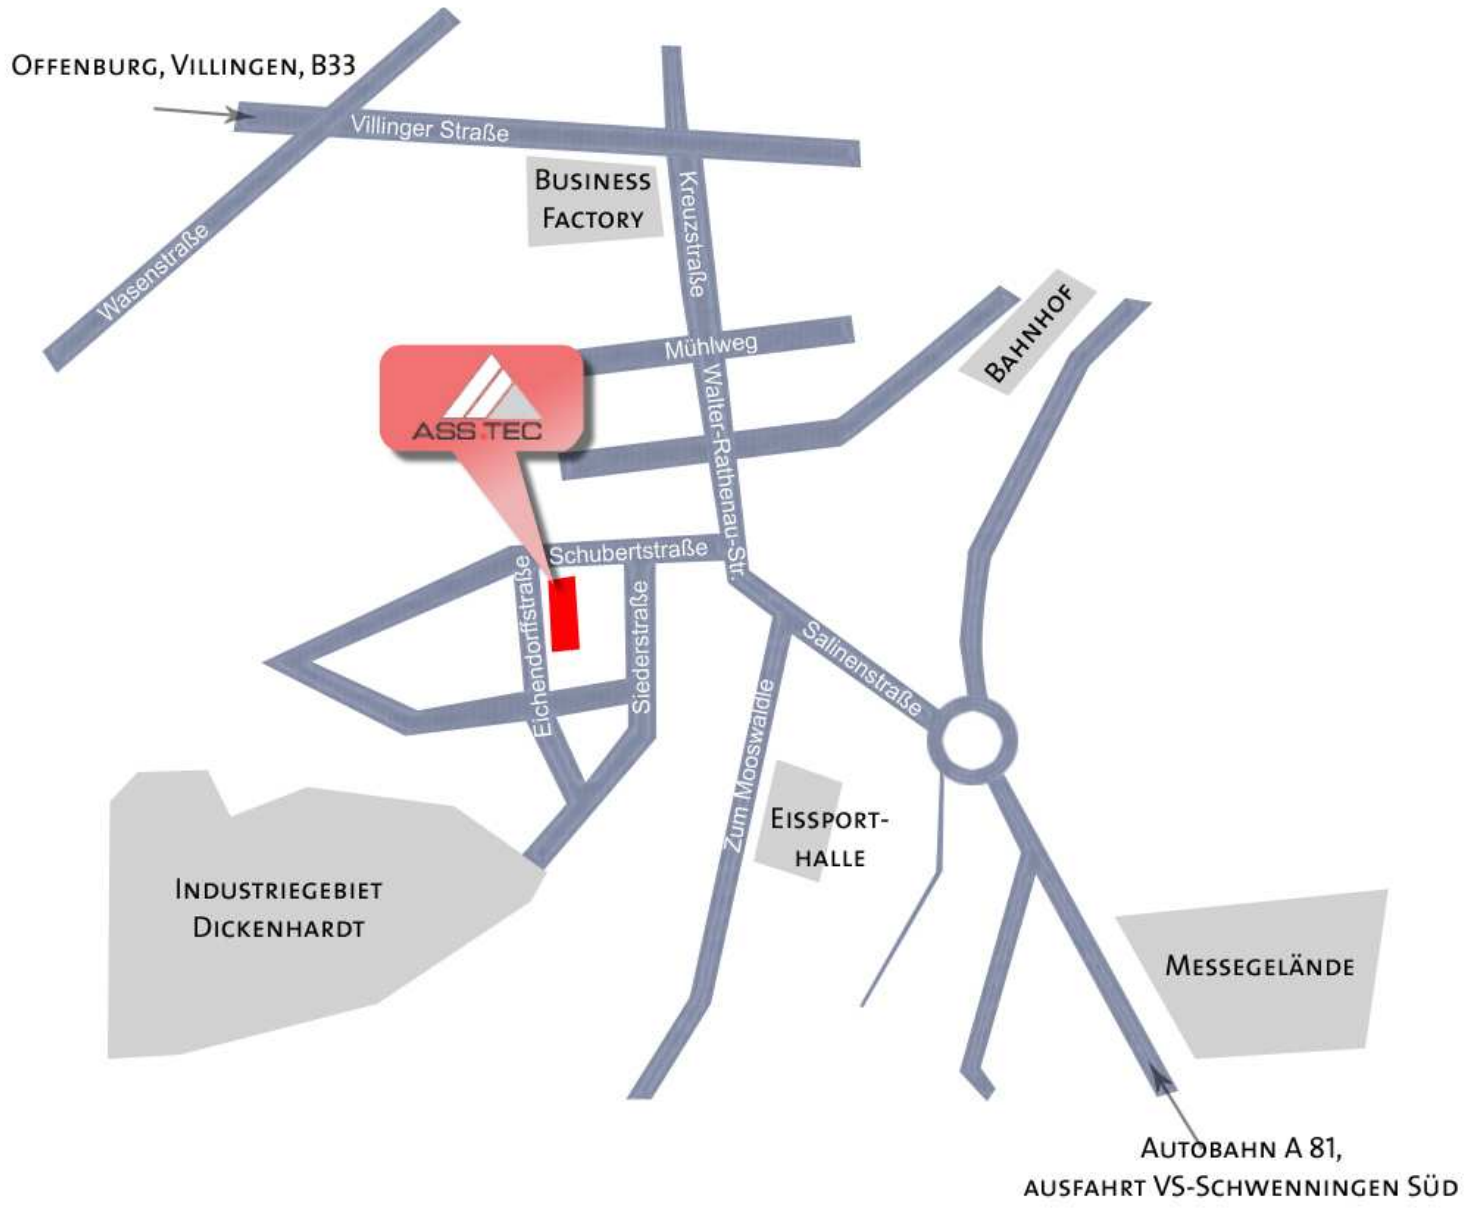 OFFENBURG, VILLINGEN, B33
Villinger Straße
BUSINESS
FACTORY
Kreuzstraße
Wasenstraße
BAHNHOF
Mühlweg
Walter-Rathenau-Str.
ASS.TEC
Schubertstraße
Eichendorffstraße
Siederstraße
Salinenstraße
Zum Mooswäldle
EISSPORT-
HALLE
INDUSTRIEGEBIET
DICKENHARDT
MESSEGELÄNDE
AUTOBAHN A 81,
AUSFAHRT VS-SCHWENNINGEN SÜD